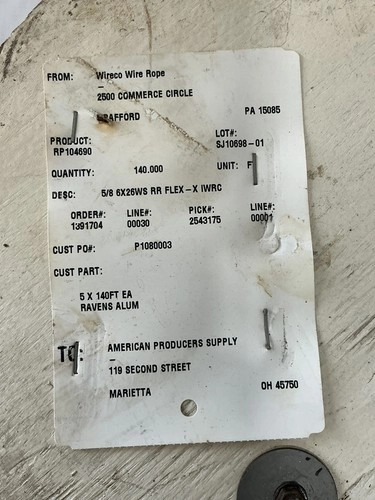 FROM: Wireco Wire Rope
–
2500 COMMERCE CIRCLE
TRAFFORD PA 15085
PRODUCT: LOT#:
RP104690 SJ10698-01
QUANTITY: 140.000 UNIT: F
DESC: 5/8 6X26WS RR FLEX-X IWRC
ORDER#: LINE#: PICK#: LINE#:
1391704 00030 2543175 00001
CUST PO#: P1080003
CUST PART:
5 X 140FT EA
RAVENS ALUM
TO: AMERICAN PRODUCERS SUPPLY
–
119 SECOND STREET
MARIETTA OH 45750